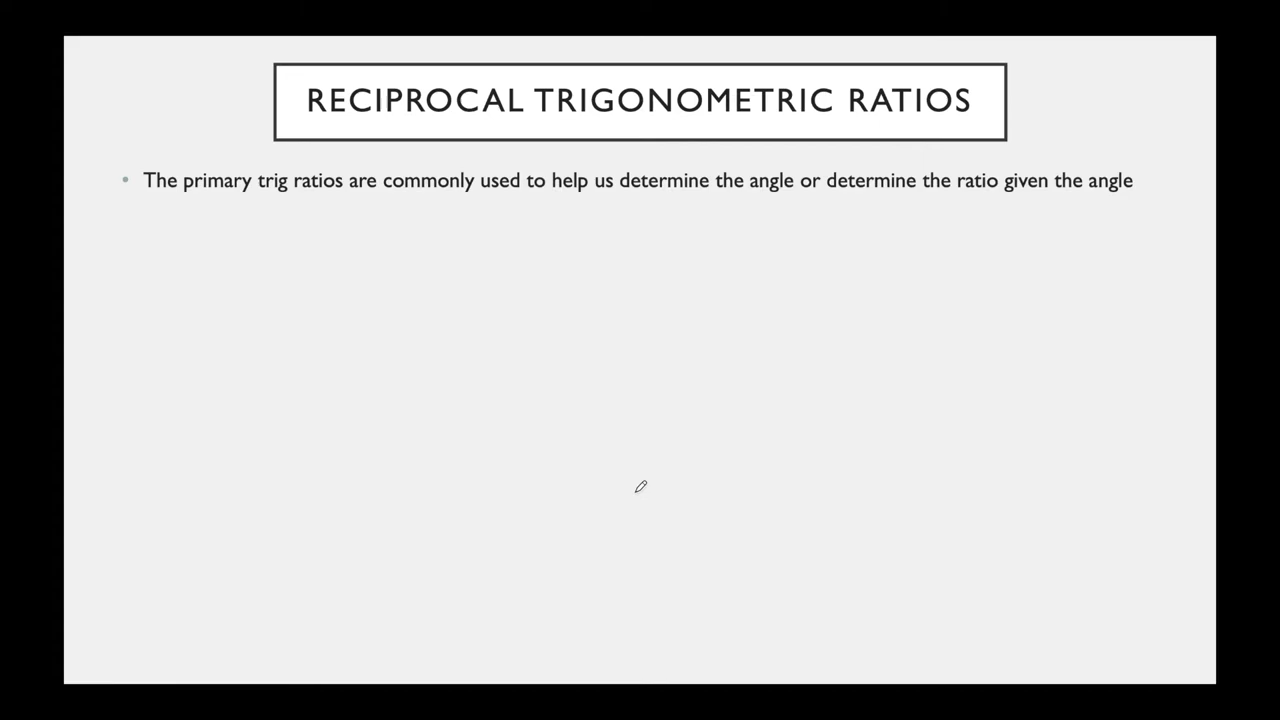 RECIPROCAL TRIGONOMETRIC RATIOS
• The primary trig ratios are commonly used to help us determine the angle or determine the ratio given the angle